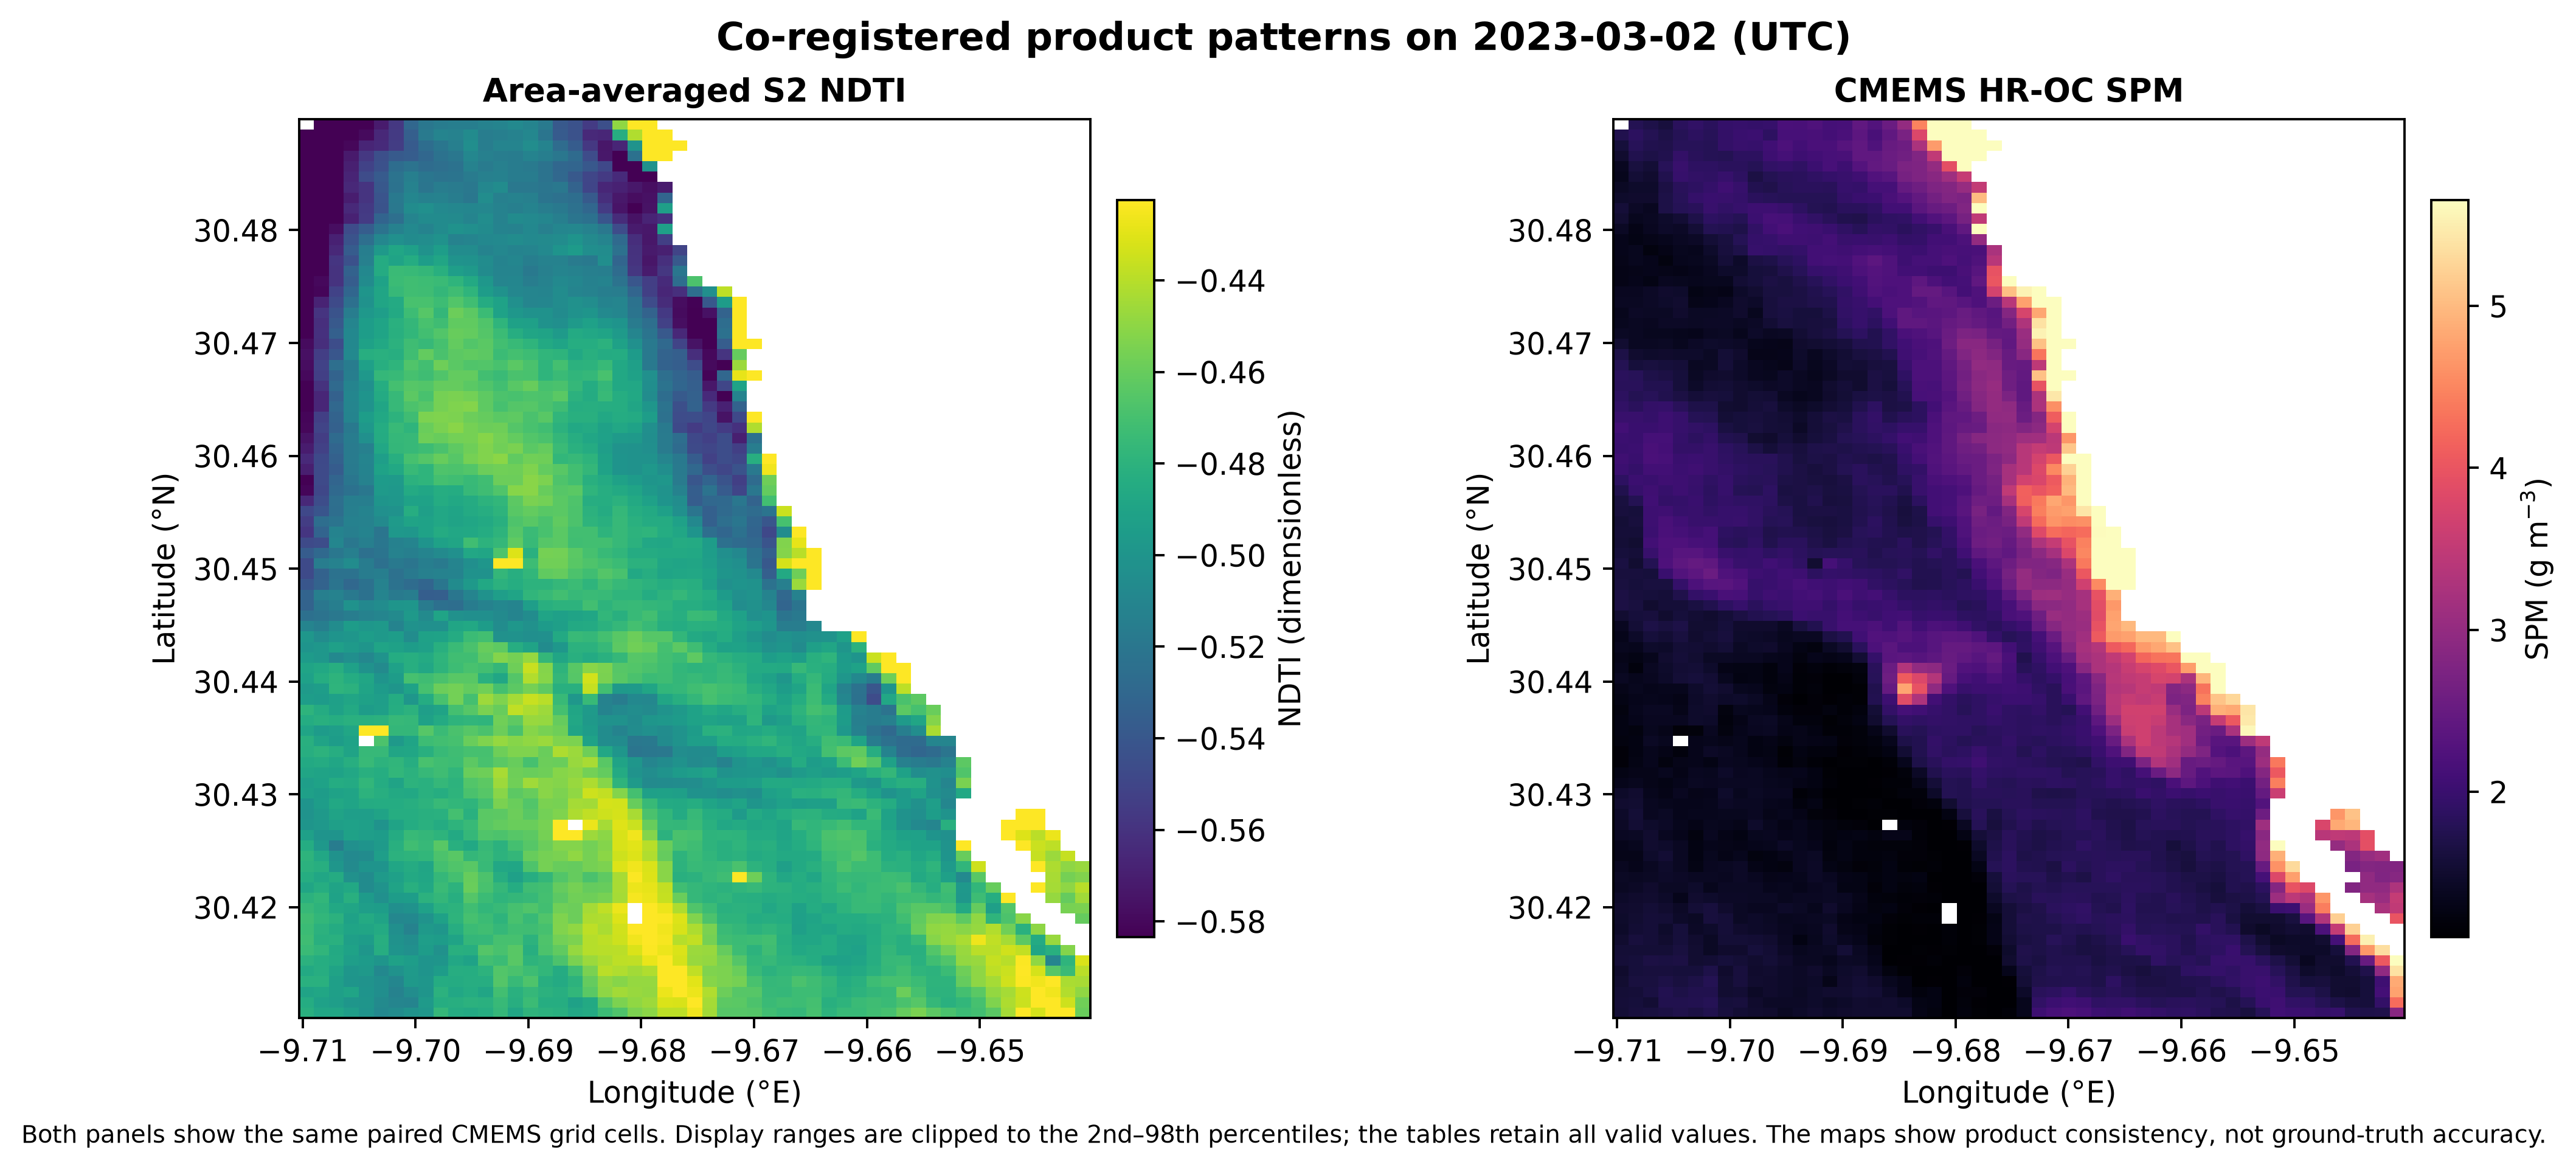 Co-registered product patterns on 2023-03-02 (UTC)
Area-averaged S2 NDTI
Latitude (°N)
30.48
30.47
30.46
30.45
30.44
30.43
30.42
−9.71 −9.70 −9.69 −9.68 −9.67 −9.66 −9.65
Longitude (°E)
−0.44
−0.46
−0.48
−0.50
−0.52
−0.54
−0.56
−0.58
NDTI (dimensionless)
CMEMS HR-OC SPM
Latitude (°N)
30.48
30.47
30.46
30.45
30.44
30.43
30.42
−9.71 −9.70 −9.69 −9.68 −9.67 −9.66 −9.65
Longitude (°E)
5
4
3
2
SPM (g m⁻³)
Both panels show the same paired CMEMS grid cells. Display ranges are clipped to the 2nd–98th percentiles; the tables retain all valid values. The maps show product consistency, not ground-truth accuracy.